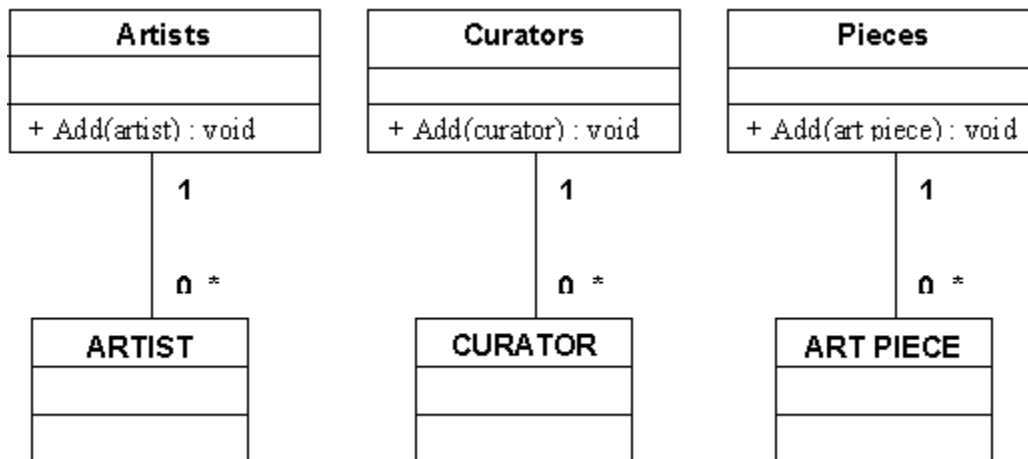 Artists
Curators
Pieces
+ Add(artist) : void
+ Add(curator) : void
+ Add(art piece) : void
1
1
1
0 *
0 *
0 *
ARTIST
CURATOR
ART PIECE